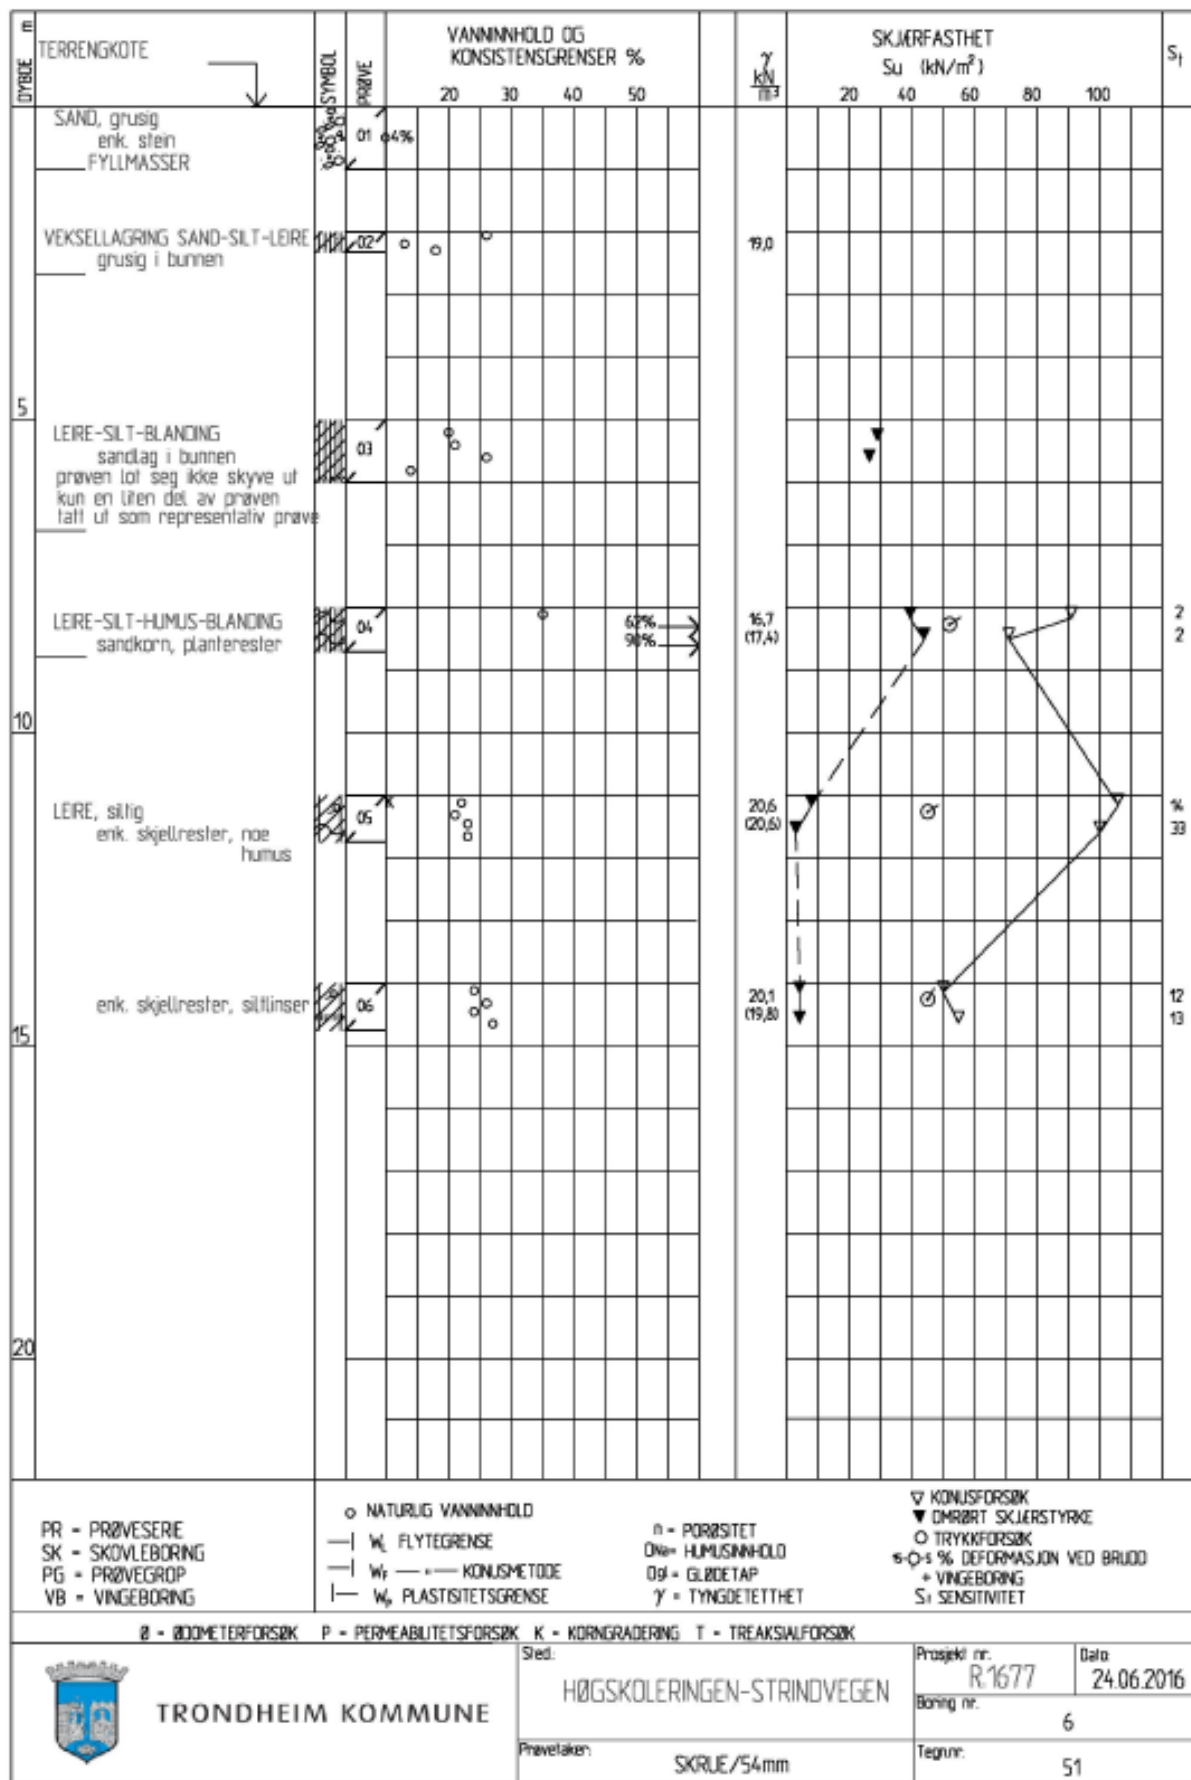 DYBDE m
TERRENGKOTE
SYMBOL
PRØVE
VANNINNHOLD OG
KONSISTENSGRENSER %
20 30 40 50
γ
kN
m³
SKJÆRFASTHET
Su (kN/m²)
20 40 60 80 100
St
SAND, grusig
enk. stein
FYLLMASSER
01
4%
VEKSELLAGRING SAND-SILT-LEIRE
grusig i bunnen
02
19,0
5
LEIRE-SILT-BLANDING
sandlag i bunnen
prøven lot seg ikke skyve ut
kun en liten del av prøven
tatt ut som representativ prøve
03
LEIRE-SILT-HUMUS-BLANDING
sandkorn, planterester
04
62%
90%
16,7
(17,4)
2
2
10
LEIRE, siltig
enk. skjellrester, noe
humus
05
K
20,6
(20,6)
14
33
enk. skjellrester, siltlinser
06
20,1
(19,8)
12
13
15
20
PR = PRØVESERIE
SK = SKOVLEBORING
PG = PRØVEGROP
VB = VINGEBORING
NATURLIG VANNINNHOLD
WL FLYTEGRENSE
WF — " — KONUSMETODE
Wp PLASTISITETSGRENSE
n = PORØSITET
ONa= HUMUSINNHOLD
Ogl = GLØDETAP
γ = TYNGDETETTHET
KONUSFORSØK
OMRØRT SKJÆRSTYRKE
TRYKKFORSØK
15-O-5 % DEFORMASJON VED BRUDD
+ VINGEBORING
St SENSITIVITET
Ø = ØDOMETERFORSØK P = PERMEABILITETSFORSØK K = KORNGRADERING T = TREAKSIALFORSØK
TRONDHEIM KOMMUNE
Sted:
HØGSKOLERINGEN-STRINDVEGEN
Prøvetaker:
SKRUE/54mm
Prosjekt nr.
R.1677
Dato:
24.06.2016
Boring nr.
6
Tegn.nr.
51